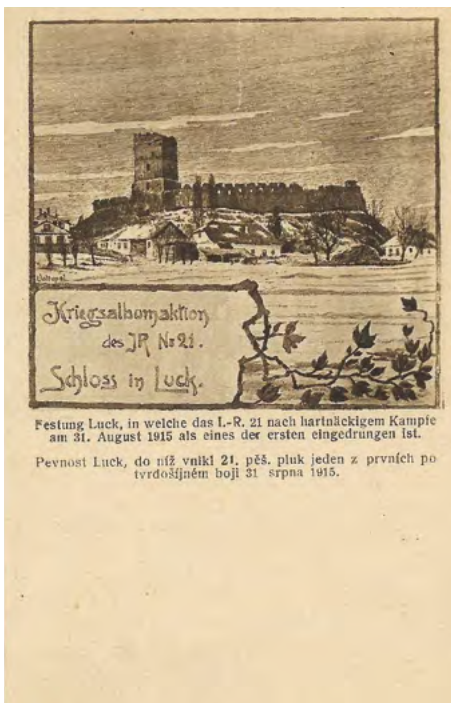 Kriegsalbumaktion
des JR No 21.
Schloss in Luck.
Festung Luck, in welche das I.-R. 21 nach hartnäckigem Kampfe
am 31. August 1915 als eines der ersten eingedrungen ist.
Pevnost Luck, do níž vnikl 21. pěš. pluk jeden z prvních po
tvrdošíjném boji 31 srpna 1915.